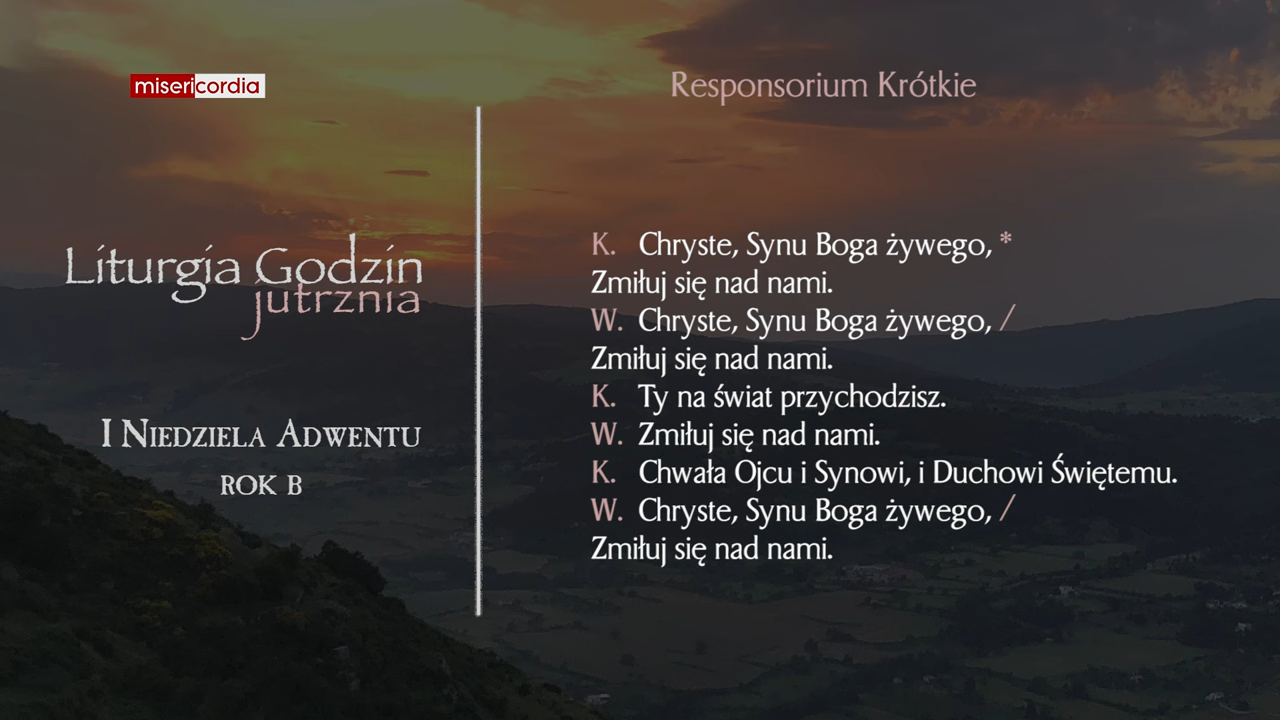 misericordia
Liturgia Godzin
jutrznia
I Niedziela Adwentu
rok B
Responsorium Krótkie
K. Chryste, Synu Boga żywego, *
Zmiłuj się nad nami.
W. Chryste, Synu Boga żywego, /
Zmiłuj się nad nami.
K. Ty na świat przychodzisz.
W. Zmiłuj się nad nami.
K. Chwała Ojcu i Synowi, i Duchowi Świętemu.
W. Chryste, Synu Boga żywego, /
Zmiłuj się nad nami.